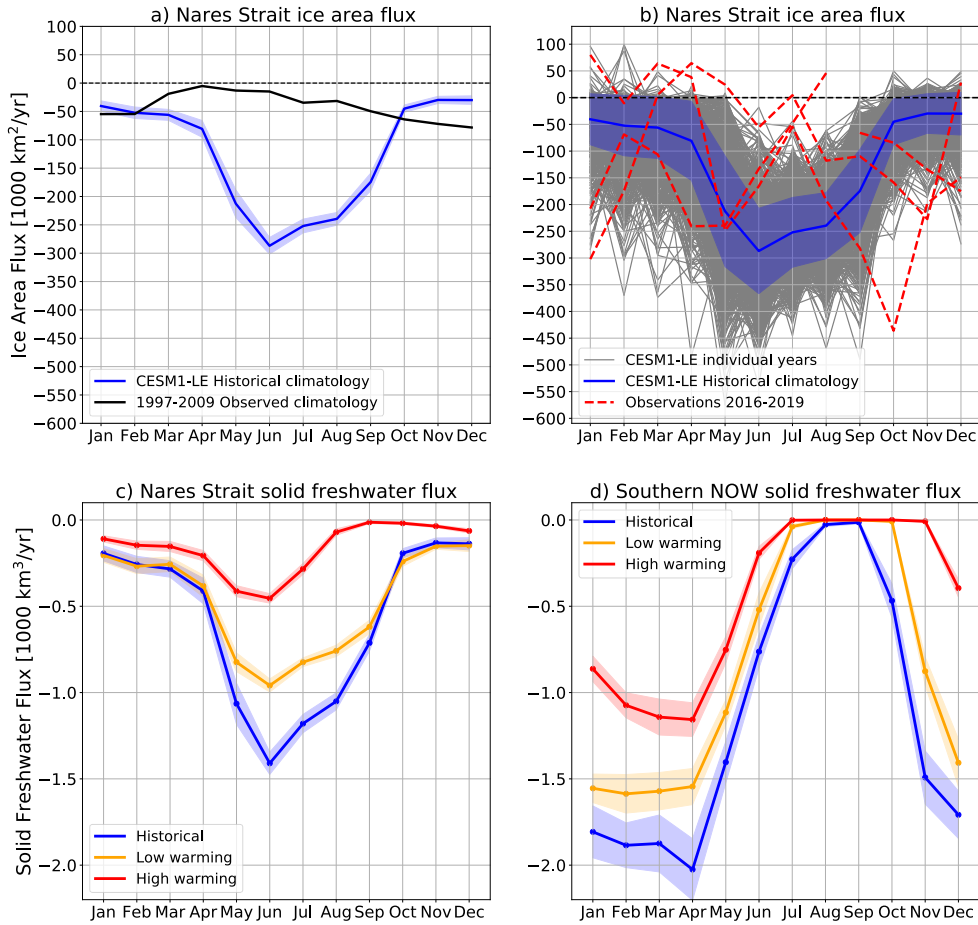 a) Nares Strait ice area flux
Ice Area Flux [1000 km²/yr]
100
50
0
−50
−100
−150
−200
−250
−300
−350
−400
−450
−500
−550
−600
CESM1-LE Historical climatology
1997-2009 Observed climatology
Jan Feb Mar Apr May Jun Jul Aug Sep Oct Nov Dec
b) Nares Strait ice area flux
100
50
0
−50
−100
−150
−200
−250
−300
−350
−400
−450
−500
−550
−600
CESM1-LE individual years
CESM1-LE Historical climatology
Observations 2016-2019
Jan Feb Mar Apr May Jun Jul Aug Sep Oct Nov Dec
c) Nares Strait solid freshwater flux
Solid Freshwater Flux [1000 km³/yr]
0.0
−0.5
−1.0
−1.5
−2.0
Historical
Low warming
High warming
Jan Feb Mar Apr May Jun Jul Aug Sep Oct Nov Dec
d) Southern NOW solid freshwater flux
0.0
−0.5
−1.0
−1.5
−2.0
Historical
Low warming
High warming
Jan Feb Mar Apr May Jun Jul Aug Sep Oct Nov Dec